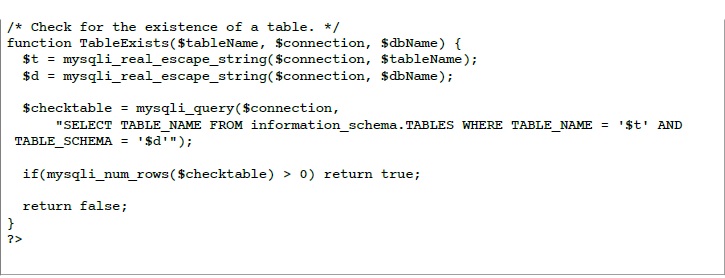 /* Check for the existence of a table. */
function TableExists($tableName, $connection, $dbName) {
  $t = mysqli_real_escape_string($connection, $tableName);
  $d = mysqli_real_escape_string($connection, $dbName);

  $checktable = mysqli_query($connection,
      "SELECT TABLE_NAME FROM information_schema.TABLES WHERE TABLE_NAME = '$t' AND
 TABLE_SCHEMA = '$d'");

  if(mysqli_num_rows($checktable) > 0) return true;

  return false;
}
?>